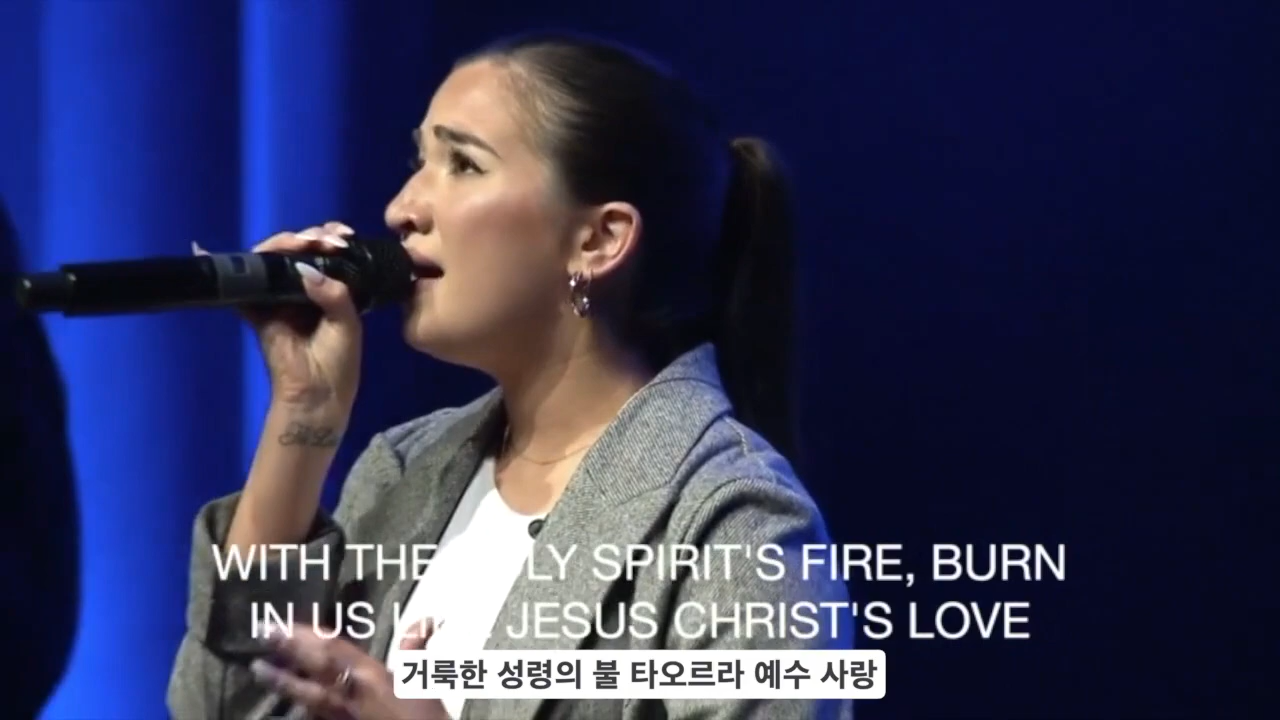 WITH THE LY SPIRIT'S FIRE, BURN
IN US JESUS CHRIST'S LOVE
거룩한 성령의 불 타오르라 예수 사랑